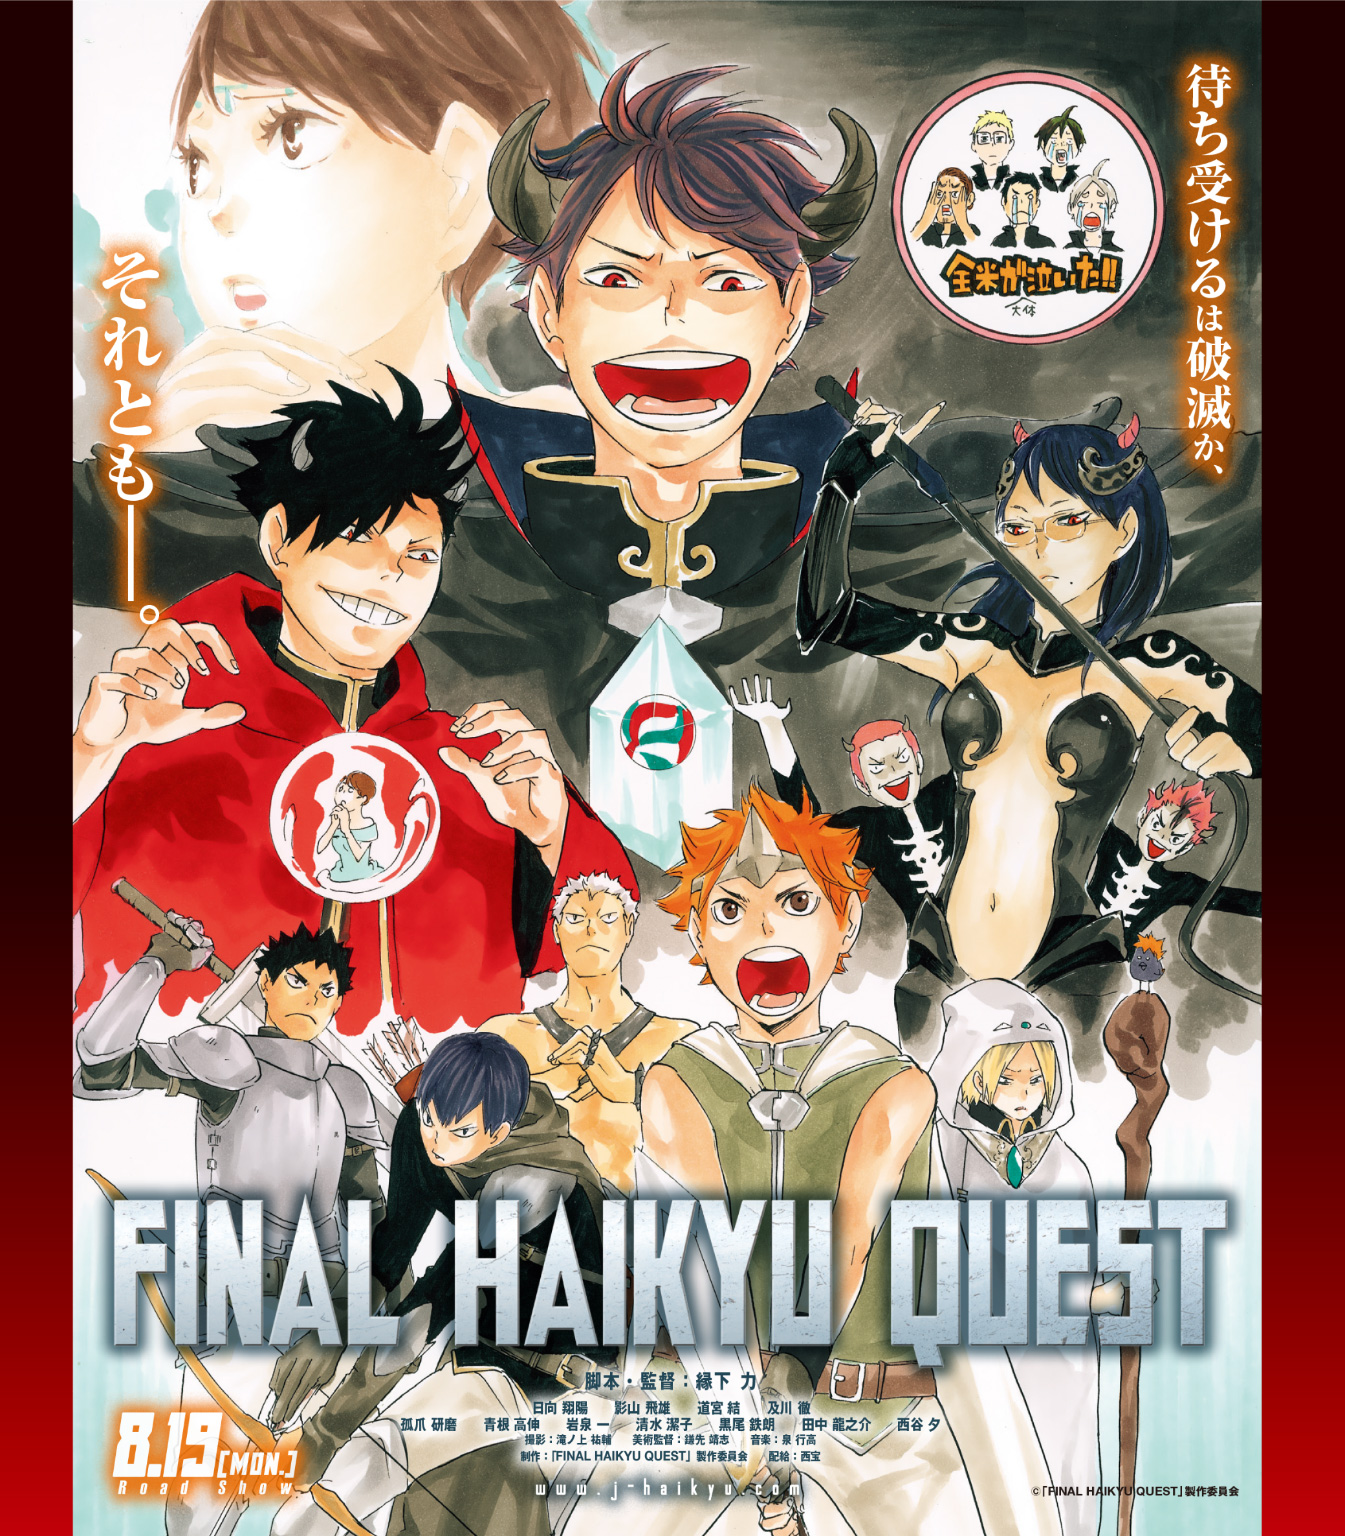 待ち受けるは破滅か、
それとも——。
全米が泣いた!!
大体
FINAL HAIKYU QUEST
脚本・監督：縁下 力
日向 翔陽 影山 飛雄 道宮 結 及川 徹
孤爪 研磨 青根 高伸 岩泉 一 清水 潔子 黒尾 鉄朗 田中 龍之介 西谷 夕
撮影：滝ノ上 祐輔 美術監督：鎌先 靖志 音楽：泉 行高
制作：「FINAL HAIKYU QUEST」製作委員会 配給：西宝
www.j-haikyu.com
8.19[MON.]
Road Show
©「FINAL HAIKYU QUEST」製作委員会